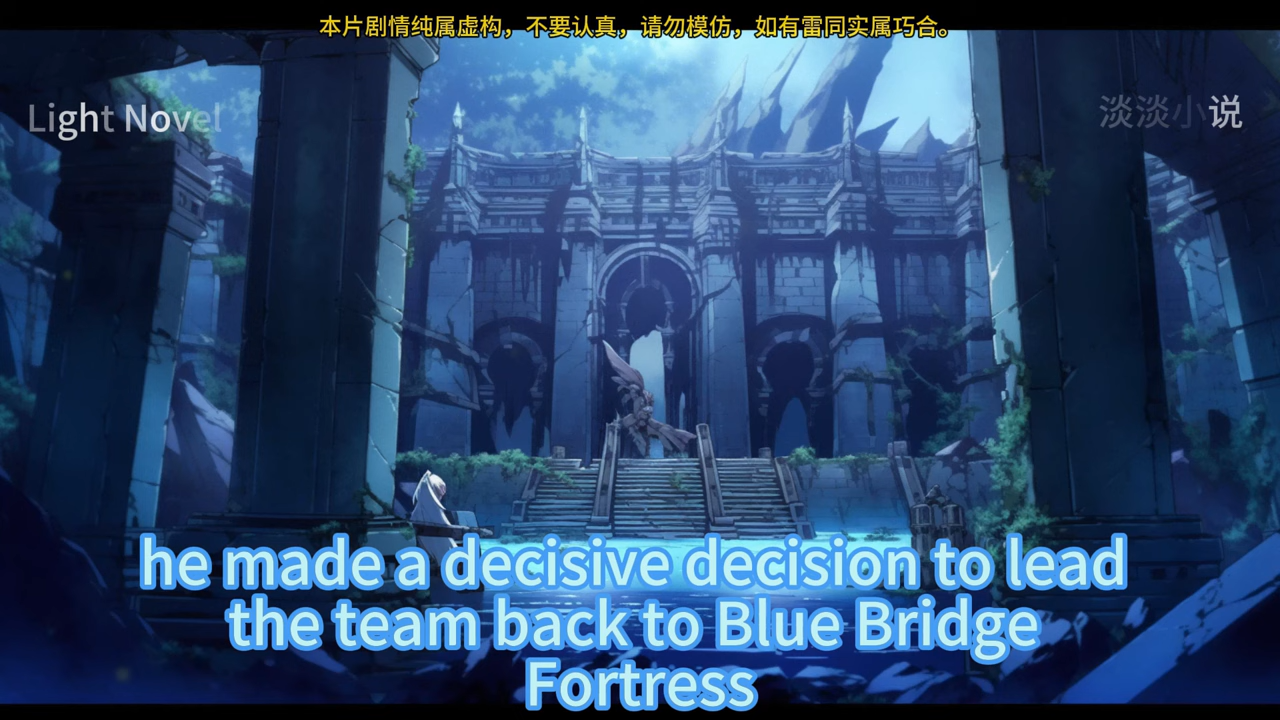 本片剧情纯属虚构，不要认真，请勿模仿，如有雷同实属巧合。
Light Novel
淡淡小说
he made a decisive decision to lead
the team back to Blue Bridge
Fortress